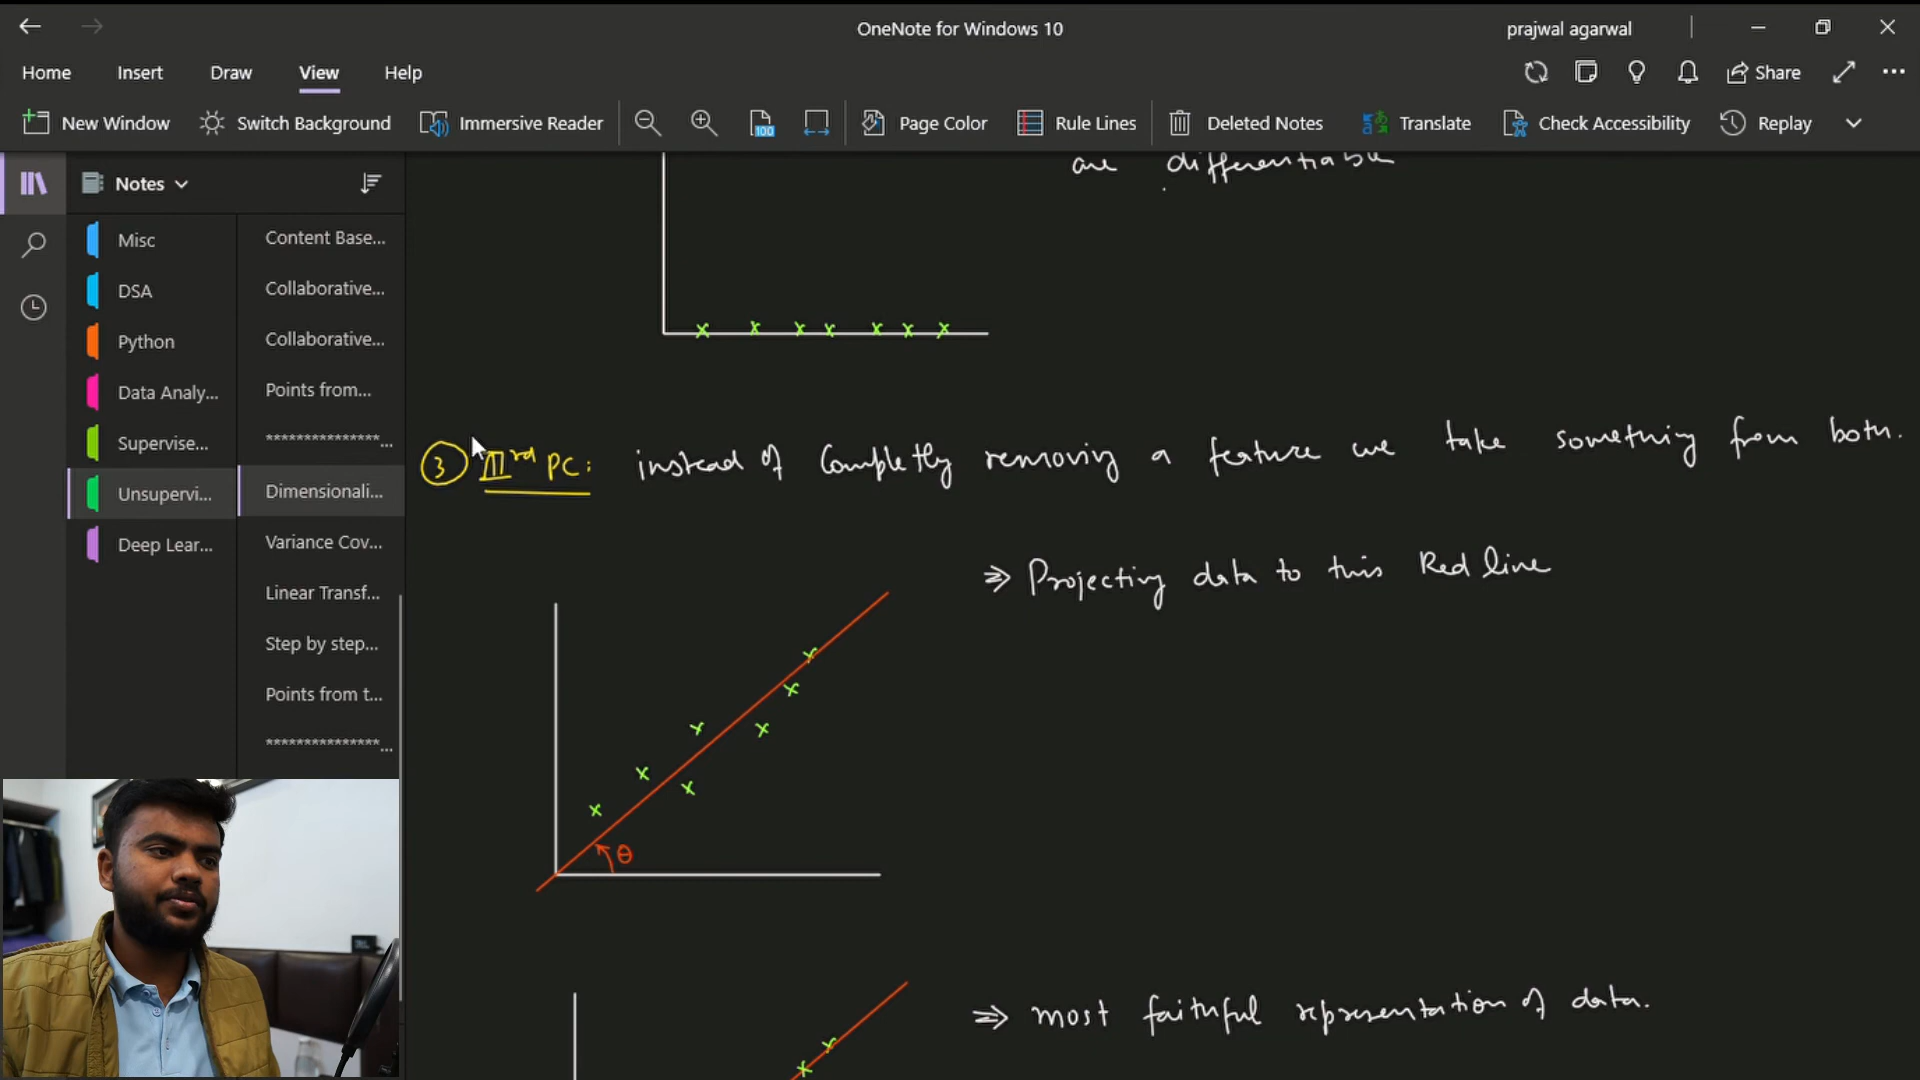 OneNote for Windows 10
prajwal agarwal
Home Insert Draw View Help
Share
New Window Switch Background Immersive Reader 100 Page Color Rule Lines Deleted Notes Translate Check Accessibility Replay
Notes
Misc
DSA
Python
Data Analy...
Supervise...
Unsupervi...
Deep Lear...
Content Base...
Collaborative...
Collaborative...
Points from...
***************...
Dimensionali...
Variance Cov...
Linear Transf...
Step by step...
Points from t...
***************...
are differentiable
x x x x x x x
3 IIIrd PC: instead of Completly removing a feature we take something from both.
=> Projecting data to this Red line
θ
=> most faithful representation of data.